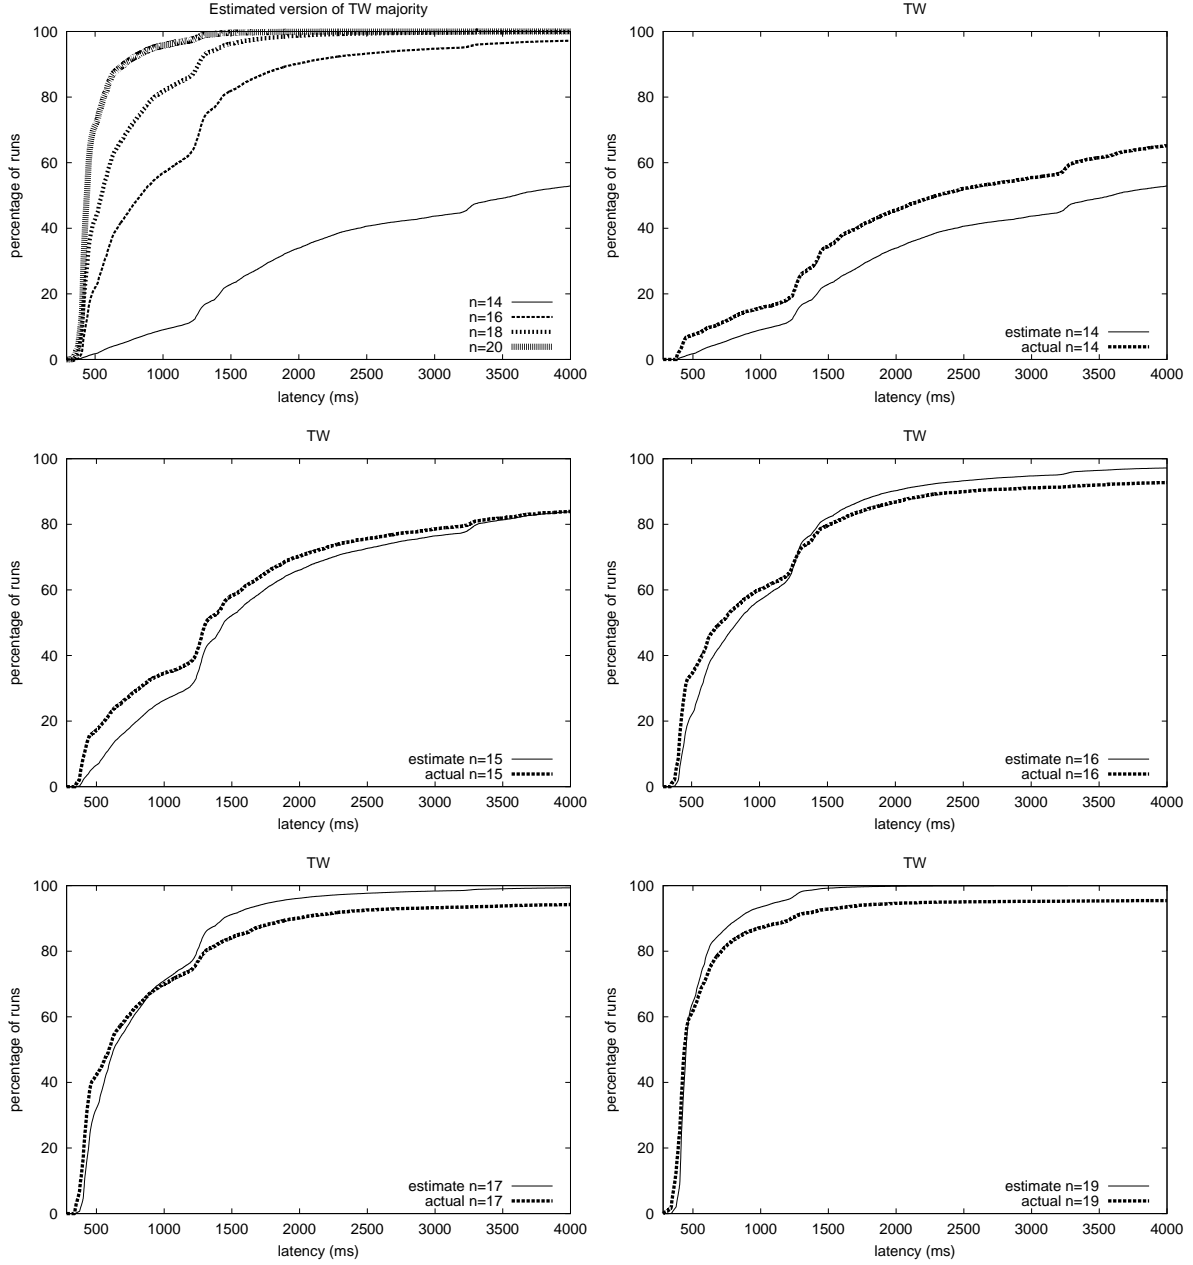 Estimated version of TW majority
percentage of runs
100
80
60
40
20
0
500 1000 1500 2000 2500 3000 3500 4000
latency (ms)
n=14
n=16
n=18
n=20
TW
percentage of runs
100
80
60
40
20
0
500 1000 1500 2000 2500 3000 3500 4000
latency (ms)
estimate n=14
actual n=14
TW
percentage of runs
100
80
60
40
20
0
500 1000 1500 2000 2500 3000 3500 4000
latency (ms)
estimate n=15
actual n=15
TW
percentage of runs
100
80
60
40
20
0
500 1000 1500 2000 2500 3000 3500 4000
latency (ms)
estimate n=16
actual n=16
TW
percentage of runs
100
80
60
40
20
0
500 1000 1500 2000 2500 3000 3500 4000
latency (ms)
estimate n=17
actual n=17
TW
percentage of runs
100
80
60
40
20
0
500 1000 1500 2000 2500 3000 3500 4000
latency (ms)
estimate n=19
actual n=19